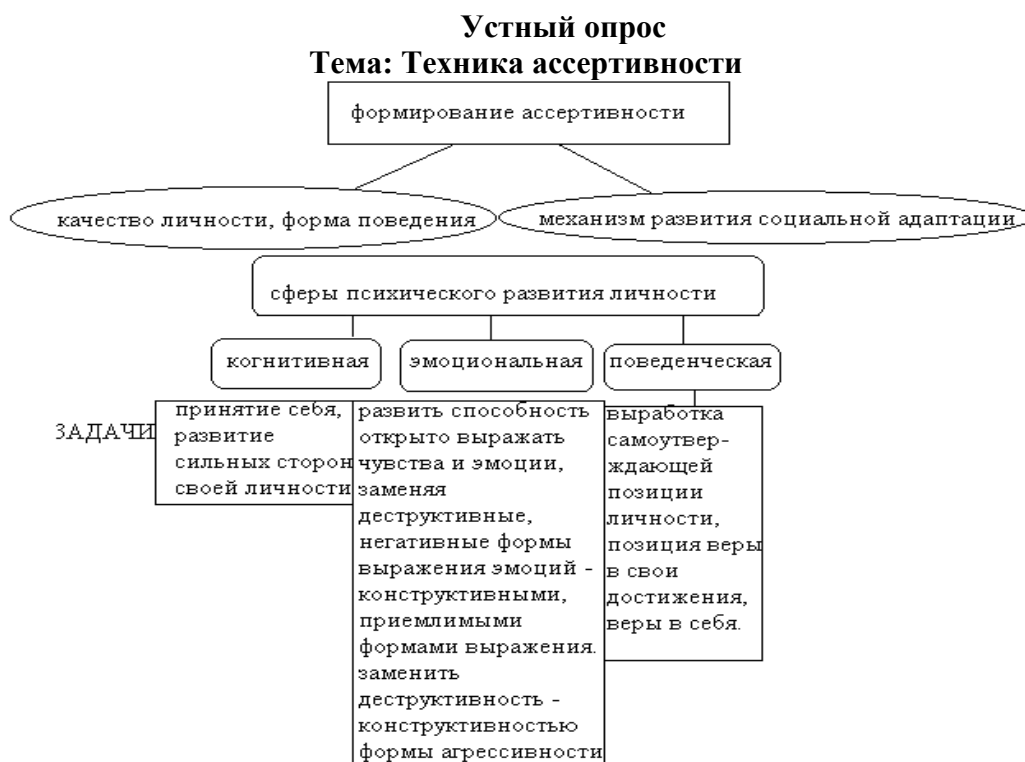 Устный опрос
Тема: Техника ассертивности
формирование ассертивности
качество личности, форма поведения
механизм развития социальной адаптации
сферы психического развития личности
когнитивная
эмоциональная
поведенческая
ЗАДАЧИ
принятие себя,
развитие
сильных сторон
своей личности
развить способность
открыто выражать
чувства и эмоции,
заменяя
деструктивные,
негативные формы
выражения эмоций -
конструктивными,
приемлимыми
формами выражения.
заменить
деструктивность -
конструктивностью
формы агрессивности
выработка
самоутвер-
ждающей
позиции
личности,
позиция веры
в свои
достижения,
веры в себя.